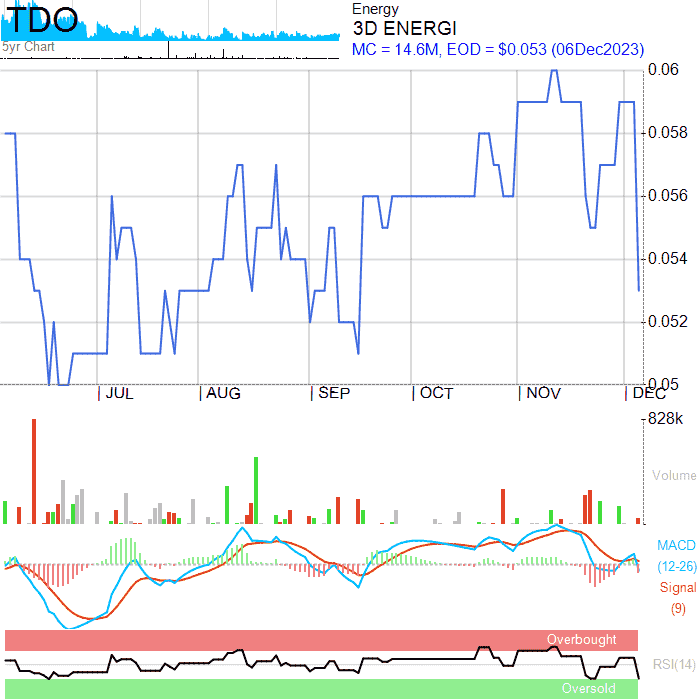 TDO
5yr Chart
Energy
3D ENERGI
MC = 14.6M, EOD = $0.053 (06Dec2023)
0.06
0.058
0.056
0.054
0.052
0.05
JUL
AUG
SEP
OCT
NOV
DEC
828k
Volume
MACD
(12-26)
Signal
(9)
Overbought
RSI(14)
Oversold